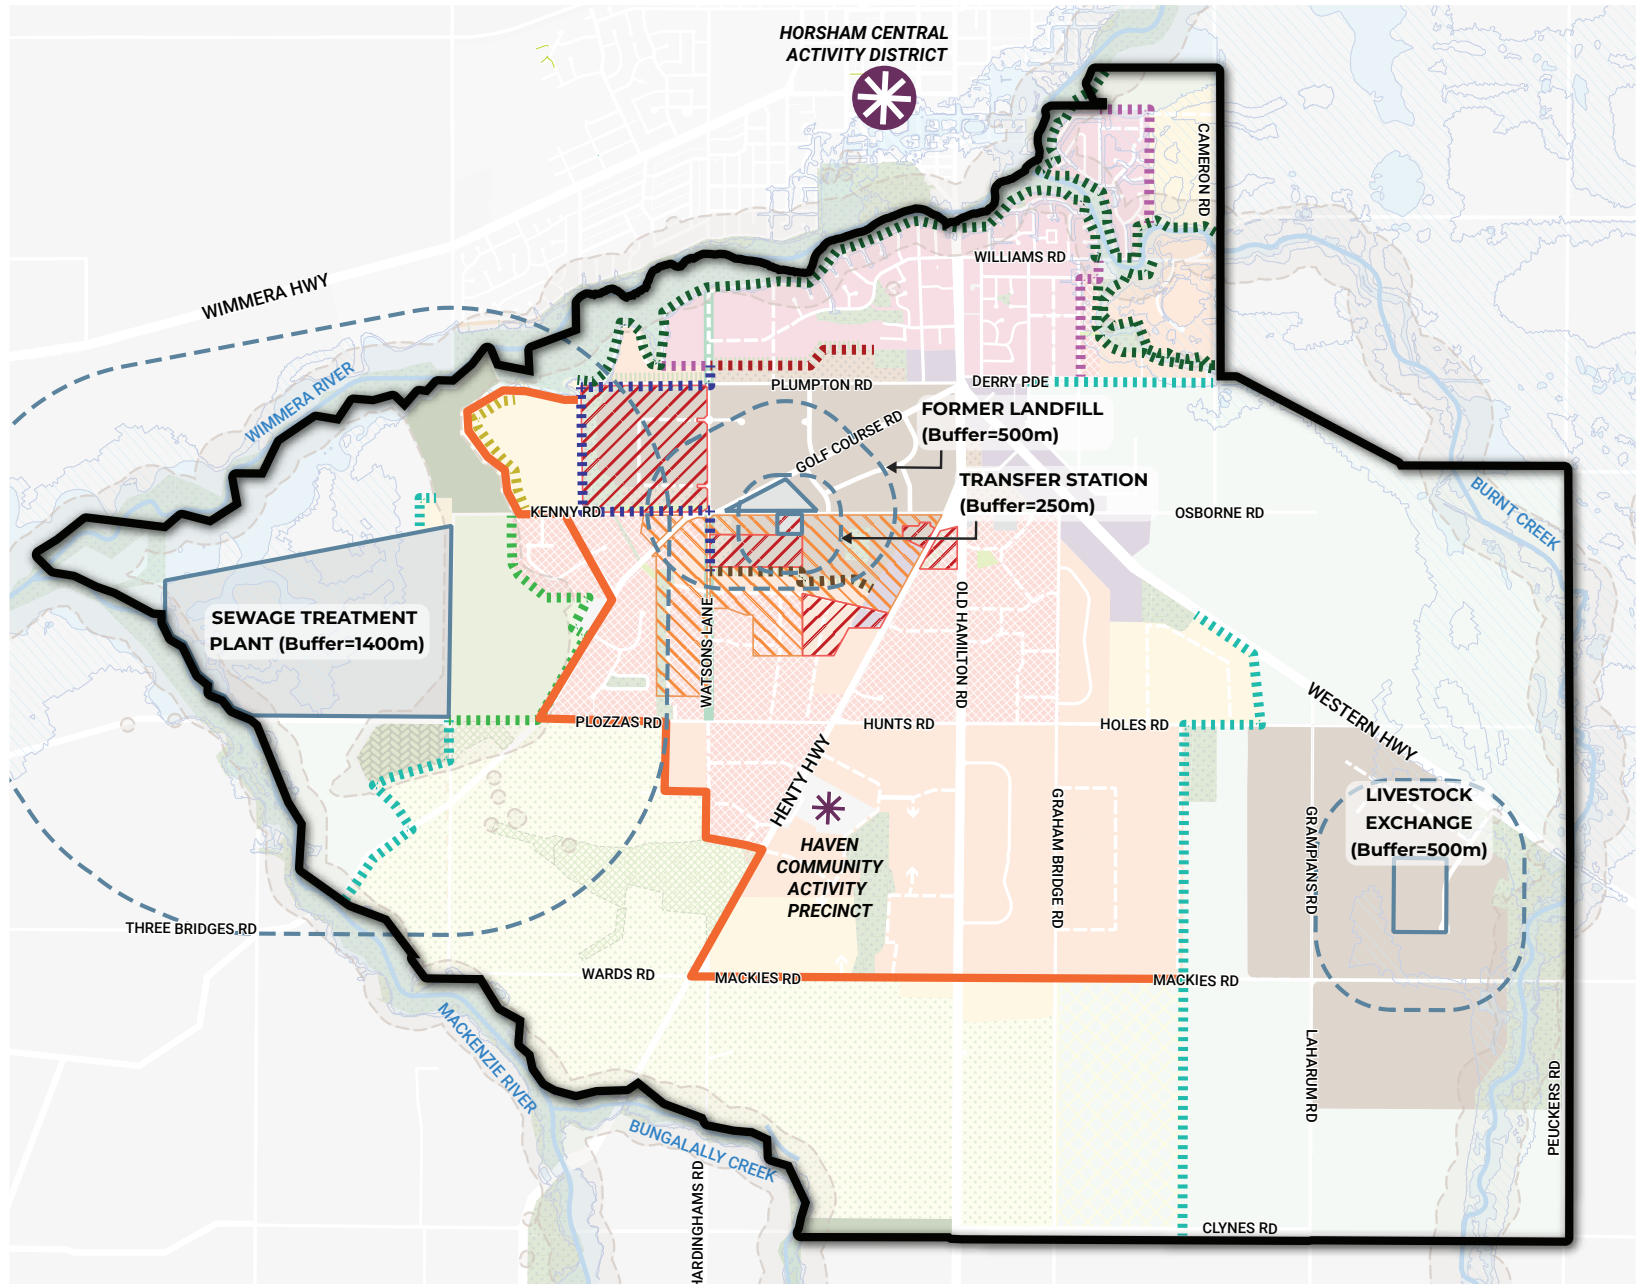 HORSHAM CENTRAL
ACTIVITY DISTRICT
CAMERON RD
WILLIAMS RD
WIMMERA HWY
WIMMERA RIVER
PLUMPTON RD
DERRY PDE
GOLF COURSE RD
FORMER LANDFILL
(Buffer=500m)
TRANSFER STATION
(Buffer=250m)
KENNY RD
OSBORNE RD
BURNT CREEK
SEWAGE TREATMENT
PLANT (Buffer=1400m)
WATSONS LANE
OLD HAMILTON RD
PLOZZAS RD
HUNTS RD
HOLES RD
WESTERN HWY
HENTY HWY
LIVESTOCK
EXCHANGE
(Buffer=500m)
GRAHAM BRIDGE RD
GRAMPIANS RD
HAVEN
COMMUNITY
ACTIVITY
PRECINCT
THREE BRIDGES RD
WARDS RD
MACKIES RD
MACKIES RD
MACKENZIE RIVER
LAHARUM RD
PEUCKERS RD
BUNGALALLY CREEK
HARDINGHAMS RD
CLYNES RD